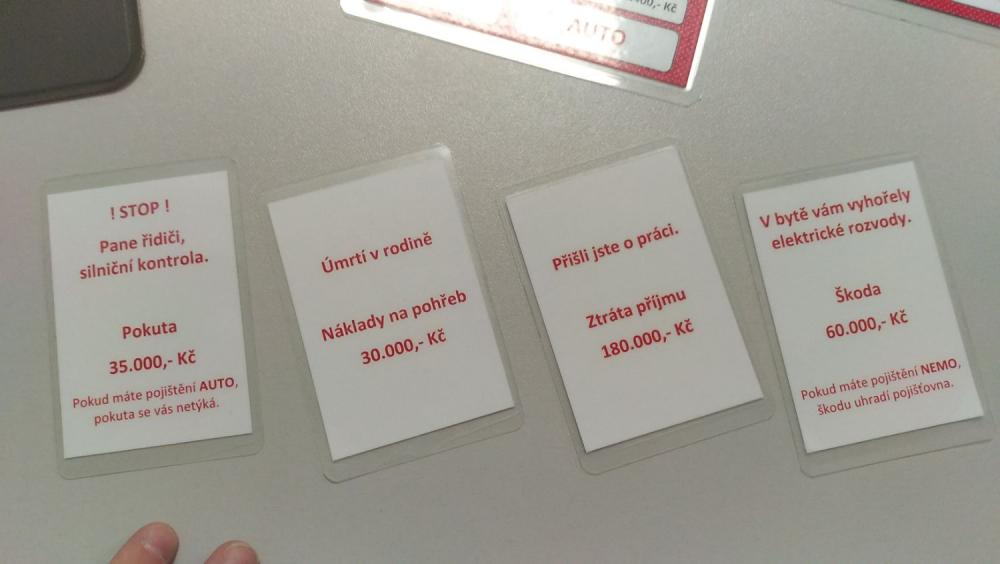 AUTO
! STOP !
Pane řidiči,
silniční kontrola.
Pokuta
35.000,- Kč
Pokud máte pojištění AUTO,
pokuta se vás netýká.
Úmrtí v rodině
Náklady na pohřeb
30.000,- Kč
Přišli jste o práci.
Ztráta příjmu
180.000,- Kč
V bytě vám vyhořely
elektrické rozvody.
Škoda
60.000,- Kč
Pokud máte pojištění NEMO,
škodu uhradí pojišťovna.